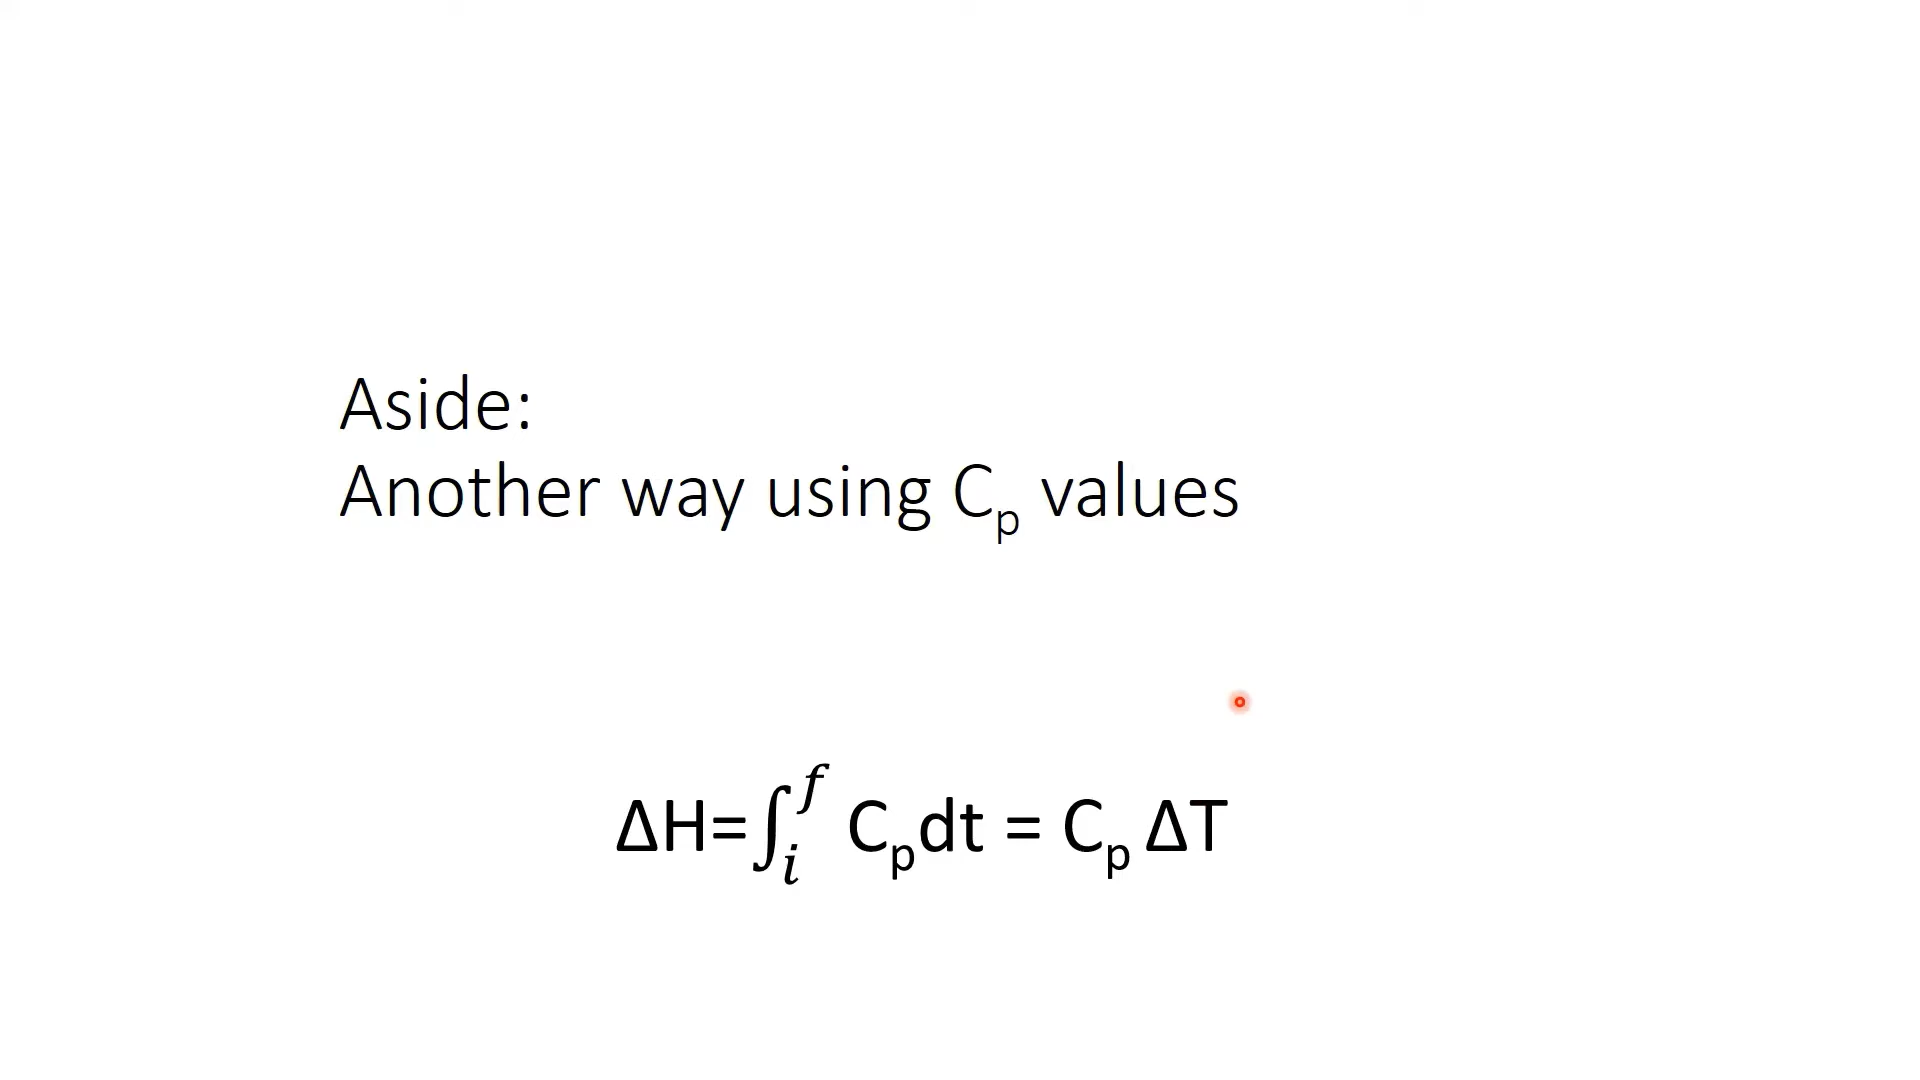 Aside:
Another way using Cₚ values
ΔH=∫ᵢᶠ Cₚdt = Cₚ ΔT